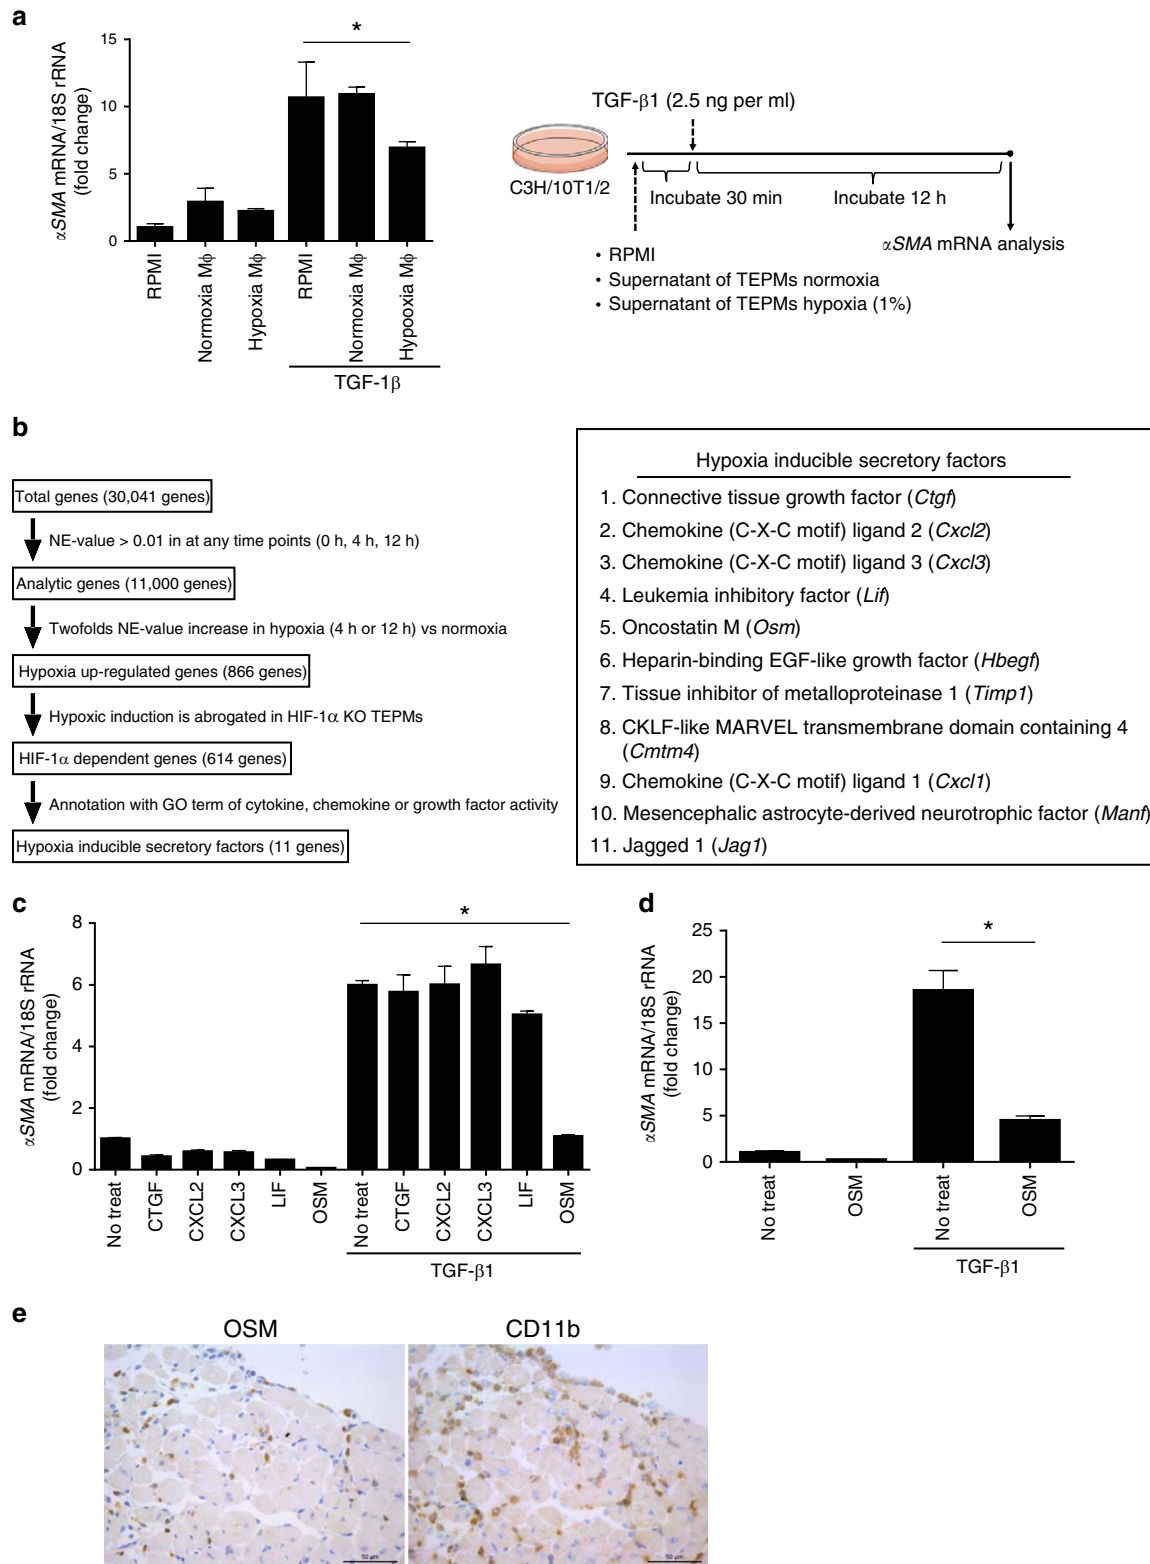 a
15
10
5
0
αSMA mRNA/18S rRNA
(fold change)
*
RPMI
Normoxia Mϕ
Hypoxia Mϕ
RPMI
Normoxia Mϕ
Hypooxia Mϕ
TGF-1β
TGF-β1 (2.5 ng per ml)
C3H/10T1/2
Incubate 30 min
Incubate 12 h
αSMA mRNA analysis
• RPMI
• Supernatant of TEPMs normoxia
• Supernatant of TEPMs hypoxia (1%)
b
Total genes (30,041 genes)
NE-value > 0.01 in at any time points (0 h, 4 h, 12 h)
Analytic genes (11,000 genes)
Twofolds NE-value increase in hypoxia (4 h or 12 h) vs normoxia
Hypoxia up-regulated genes (866 genes)
Hypoxic induction is abrogated in HIF-1α KO TEPMs
HIF-1α dependent genes (614 genes)
Annotation with GO term of cytokine, chemokine or growth factor activity
Hypoxia inducible secretory factors (11 genes)
Hypoxia inducible secretory factors
1. Connective tissue growth factor (Ctgf)
2. Chemokine (C-X-C motif) ligand 2 (Cxcl2)
3. Chemokine (C-X-C motif) ligand 3 (Cxcl3)
4. Leukemia inhibitory factor (Lif)
5. Oncostatin M (Osm)
6. Heparin-binding EGF-like growth factor (Hbegf)
7. Tissue inhibitor of metalloproteinase 1 (Timp1)
8. CKLF-like MARVEL transmembrane domain containing 4
(Cmtm4)
9. Chemokine (C-X-C motif) ligand 1 (Cxcl1)
10. Mesencephalic astrocyte-derived neurotrophic factor (Manf)
11. Jagged 1 (Jag1)
c
8
6
4
2
0
αSMA mRNA/18S rRNA
(fold change)
*
No treat
CTGF
CXCL2
CXCL3
LIF
OSM
No treat
CTGF
CXCL2
CXCL3
LIF
OSM
TGF-β1
d
25
20
15
10
5
0
αSMA mRNA/18S rRNA
(fold change)
*
No treat
OSM
No treat
OSM
TGF-β1
e
OSM
CD11b
50 μm
50 μm